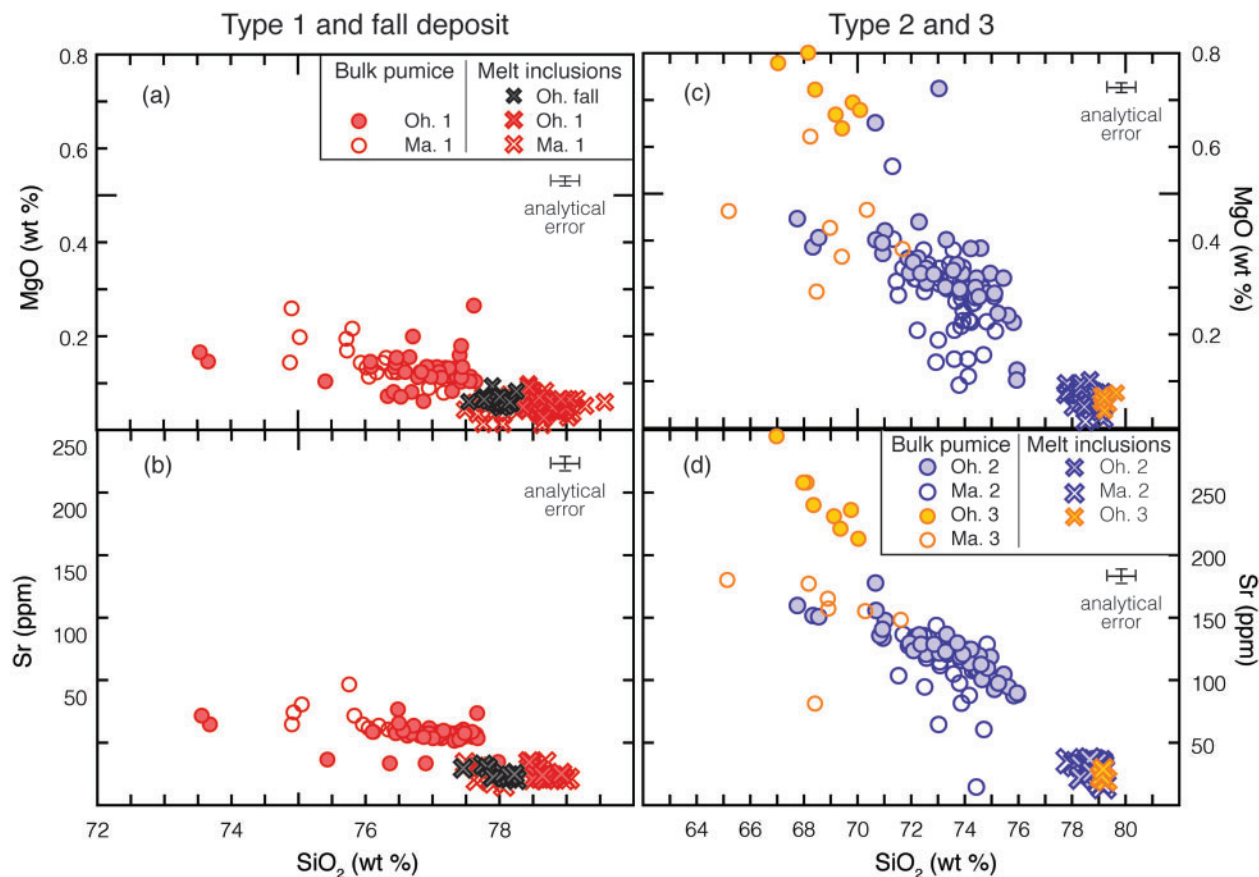 Type 1 and fall deposit
Type 2 and 3
0.8
0.6
0.4
0.2
MgO (wt %)
(a)
Bulk pumice Melt inclusions
Oh. fall
Oh. 1 Oh. 1
Ma. 1 Ma. 1
analytical
error
(c)
analytical
error
0.8
0.6
0.4
0.2
MgO (wt %)
250
200
150
100
50
Sr (ppm)
(b)
analytical
error
72 74 76 78
SiO2 (wt %)
(d)
Bulk pumice Melt inclusions
Oh. 2 Oh. 2
Ma. 2 Ma. 2
Oh. 3 Oh. 3
Ma. 3
analytical
error
250
200
150
100
50
Sr (ppm)
64 66 68 70 72 74 76 78 80
SiO2 (wt %)